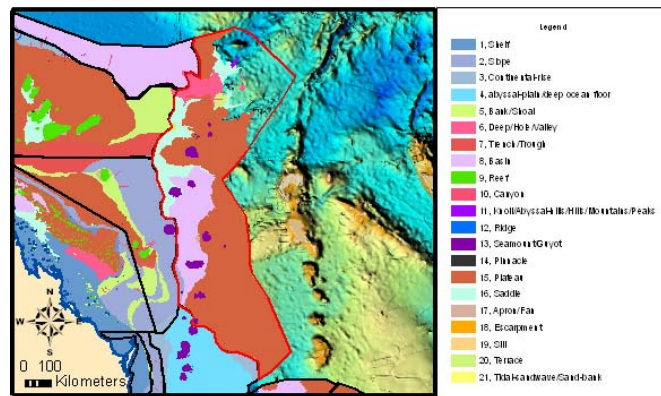 Legend
1, Shelf
2, Slope
3, Continental-rise
4, abyssal-plain/deep ocean floor
5, Bank/Shoal
6, Deep/Hole/Valley
7, Trench/Trough
8, Basin
9, Reef
10, Canyon
11, Knoll/Abyssal-hills/Hills/Mountains/Peaks
12, Ridge
13, Seamount/Guyot
14, Pinnacle
15, Plateau
16, Saddle
17, Apron/Fan
18, Escarpment
19, Sill
20, Terrace
21, Tidal-sandwave/Sand-bank
N
W E
S
0 100
Kilometers